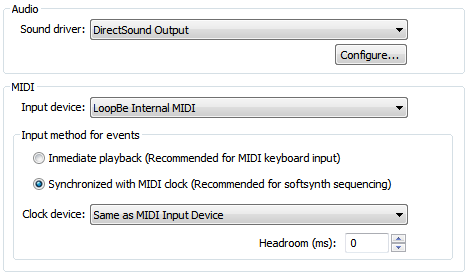 Audio
Sound driver: DirectSound Output
Configure...
MIDI
Input device: LoopBe Internal MIDI
Input method for events
Inmediate playback (Recommended for MIDI keyboard input)
Synchronized with MIDI clock (Recommended for softsynth sequencing)
Clock device: Same as MIDI Input Device
Headroom (ms): 0